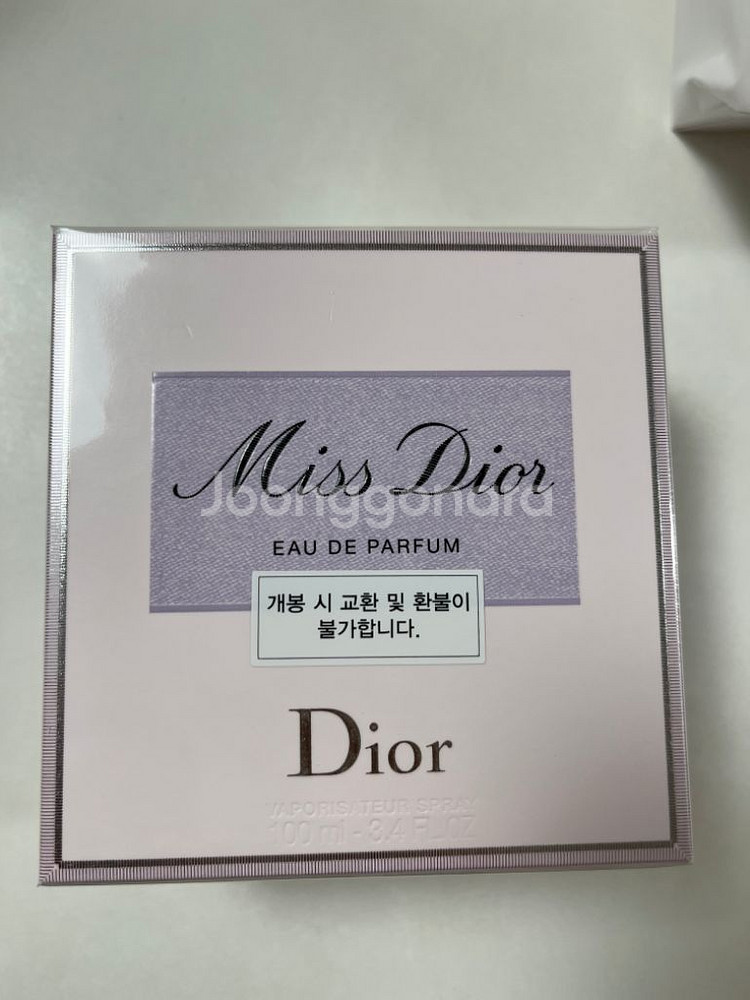 Miss Dior
Joonggonara
EAU DE PARFUM
개봉 시 교환 및 환불이
불가합니다.
Dior
VAPORISATEUR SPRAY
100 ml - 3.4 FL.OZ